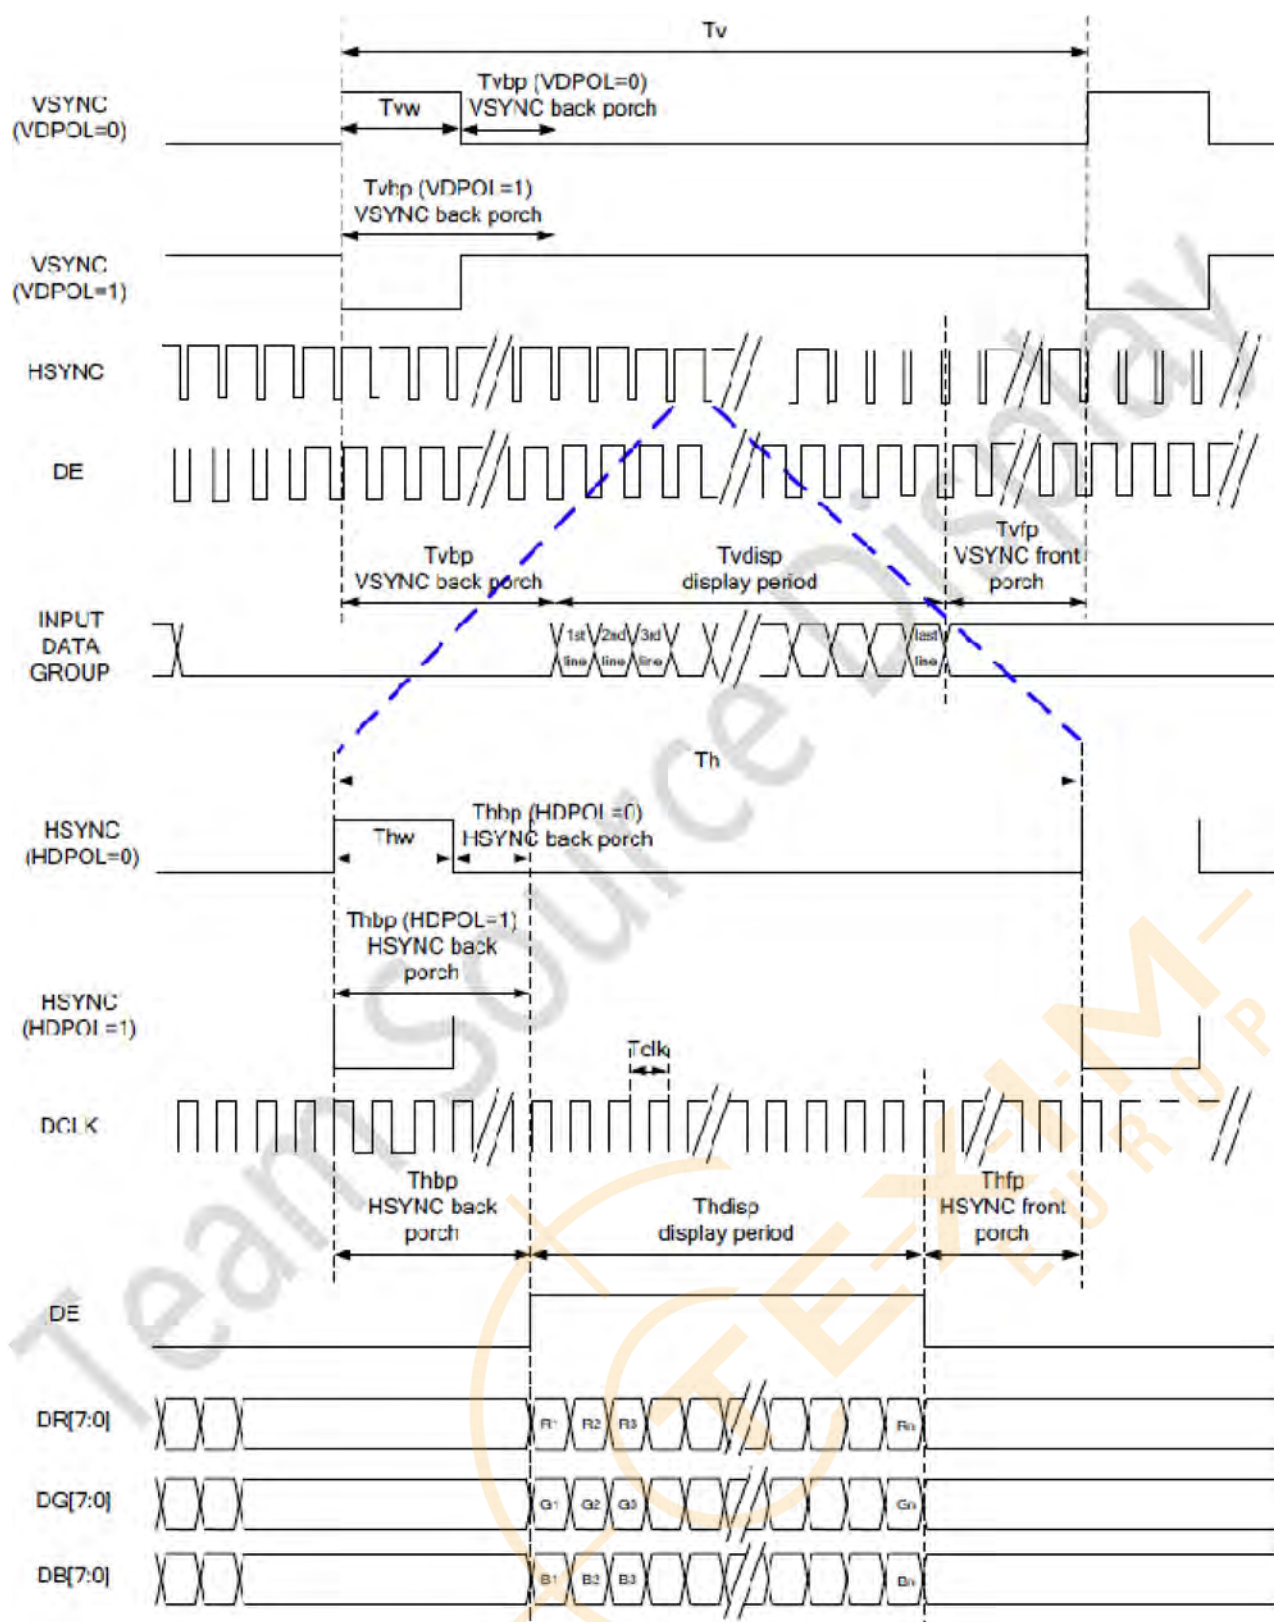 Tv
VSYNC
(VDPOL=0)
Tvw
Tvbp (VDPOL=0)
VSYNC back porch
Tvbp (VDPOL=1)
VSYNC back porch
VSYNC
(VDPOL=1)
HSYNC
DE
Tvbp
VSYNC back porch
Tvdisp
display period
Tvfp
VSYNC front
porch
INPUT
DATA
GROUP
1st
line
2nd
line
3rd
line
last
line
Th
HSYNC
(HDPOL=0)
Thw
Thbp (HDPOL=0)
HSYNC back porch
Thbp (HDPOL=1)
HSYNC back
porch
HSYNC
(HDPOL=1)
Tclk
DCLK
Thbp
HSYNC back
porch
Thdisp
display period
Thfp
HSYNC front
porch
DE
DR[7:0]
R1 R2 R3 Rn
DG[7:0]
G1 G2 G3 Gn
DB[7:0]
B1 B2 B3 Bn
Team Source Display
TEXIM
EUROP